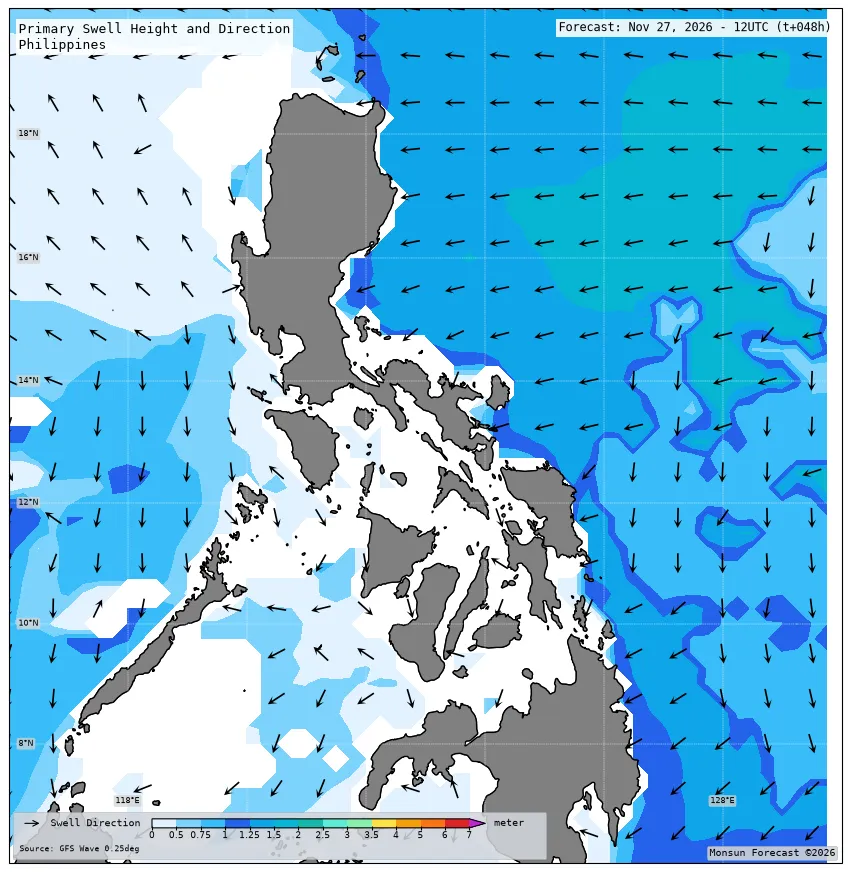 Primary Swell Height and Direction
Philippines
Forecast: Nov 27, 2026 - 12UTC (t+048h)
18°N
16°N
14°N
12°N
10°N
8°N
118°E
128°E
Swell Direction
0 0.5 0.75 1 1.25 1.5 2 2.5 3 3.5 4 5 6 7
meter
Source: GFS Wave 0.25deg
Monsun Forecast ©2026